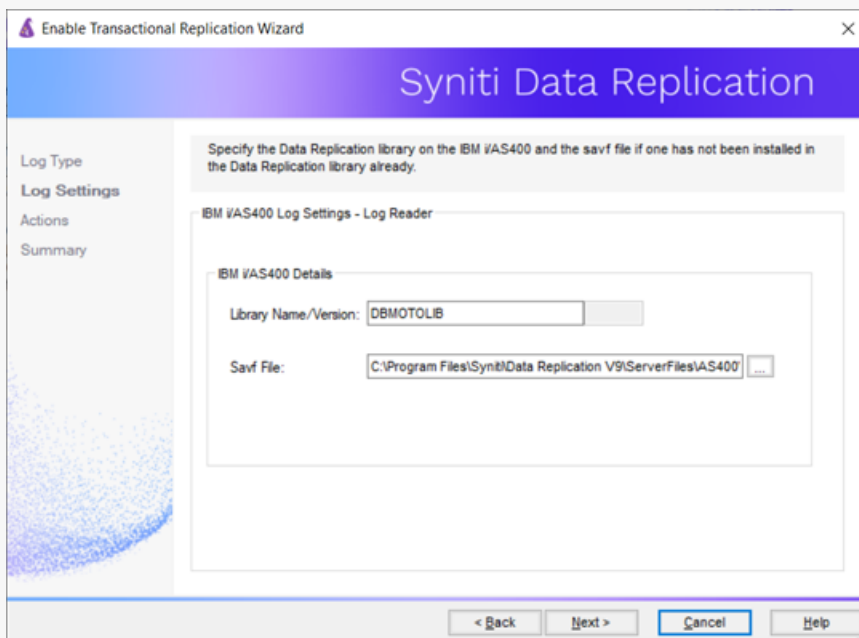 Enable Transactional Replication Wizard
Syniti Data Replication
Log Type
Log Settings
Actions
Summary
Specify the Data Replication library on the IBM i/AS400 and the savf file if one has not been installed in
the Data Replication library already.
IBM i/AS400 Log Settings - Log Reader
IBM i/AS400 Details
Library Name/Version: DBMOTOLIB
Savf File: C:\Program Files\Syniti\Data Replication V9\ServerFiles\AS400\ ...
< Back Next > Cancel Help